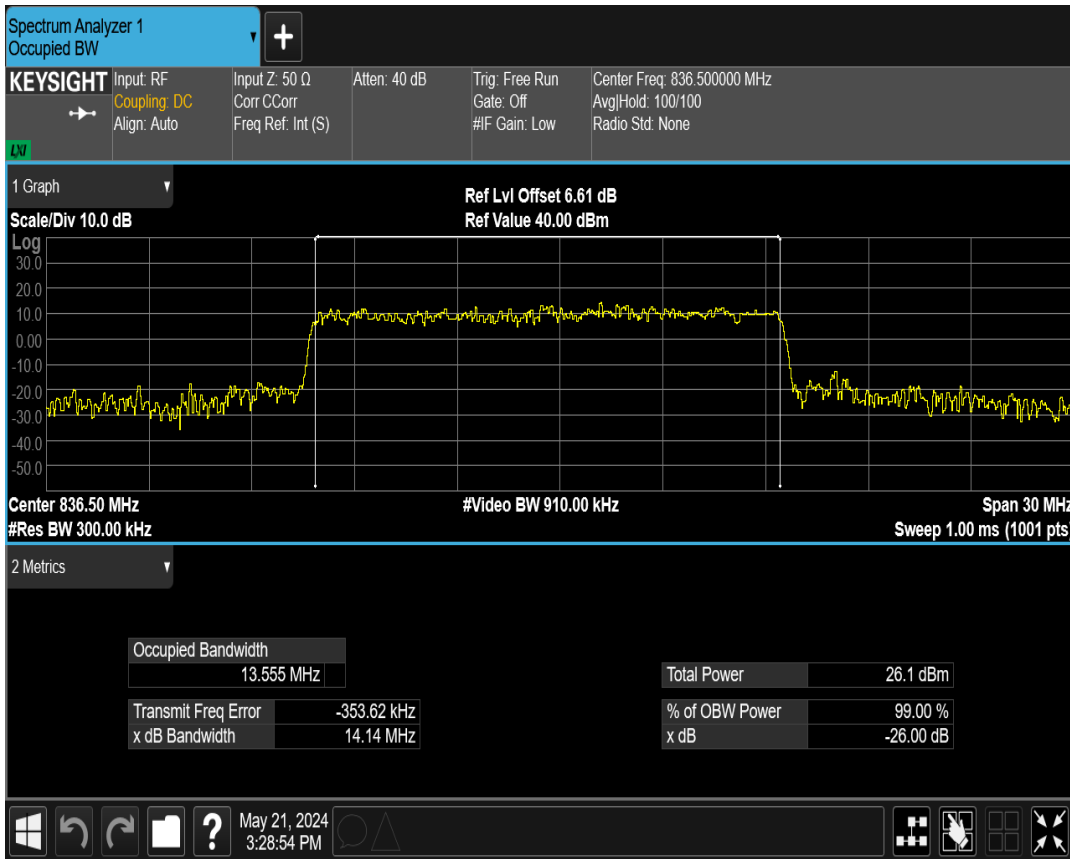 Spectrum Analyzer 1
Occupied BW
+
KEYSIGHT
LXI
Input: RF
Coupling: DC
Align: Auto
Input Z: 50 Ω
Corr CCorr
Freq Ref: Int (S)
Atten: 40 dB
Trig: Free Run
Gate: Off
#IF Gain: Low
Center Freq: 836.500000 MHz
Avg|Hold: 100/100
Radio Std: None
1 Graph
Scale/Div 10.0 dB
Ref Lvl Offset 6.61 dB
Ref Value 40.00 dBm
Log
30.0
20.0
10.0
0.00
-10.0
-20.0
-30.0
-40.0
-50.0
Center 836.50 MHz
#Video BW 910.00 kHz
Span 30 MHz
#Res BW 300.00 kHz
Sweep 1.00 ms (1001 pts)
2 Metrics
Occupied Bandwidth
13.555 MHz
Transmit Freq Error -353.62 kHz
x dB Bandwidth 14.14 MHz
Total Power 26.1 dBm
% of OBW Power 99.00 %
x dB -26.00 dB
?
May 21, 2024
3:28:54 PM